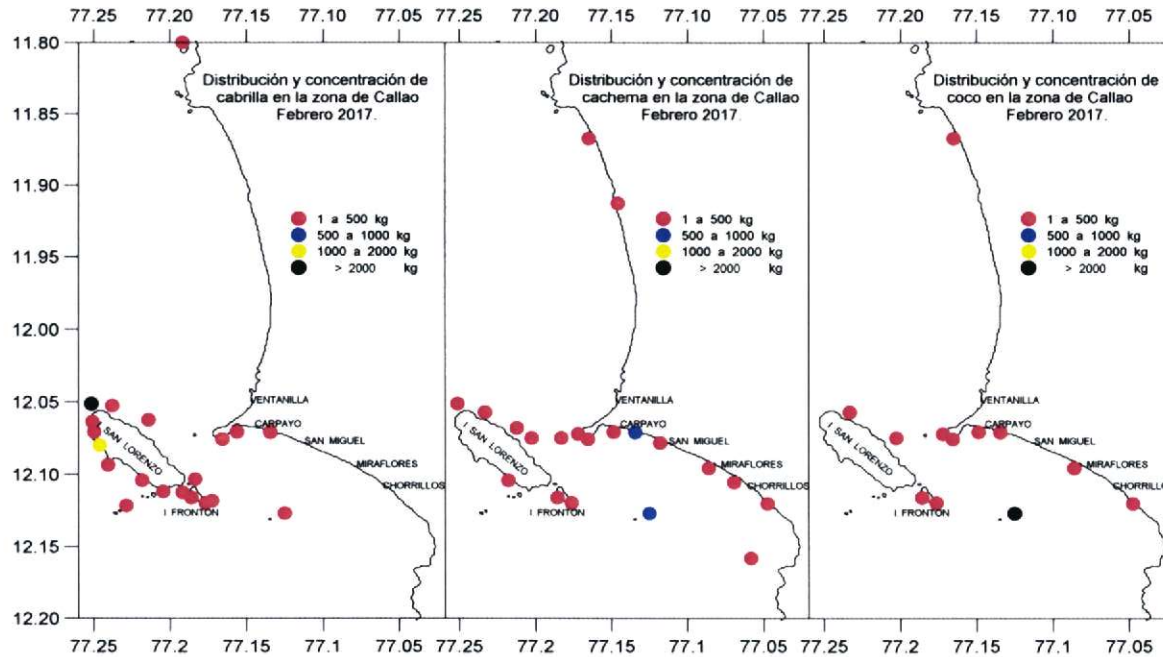 77.25 77.20 77.15 77.10 77.05 77.25 77.2 77.15 77.10 77.05 77.25 77.2 77.15 77.10 77.05
11.80
11.85
11.90
11.95
12.00
12.05
12.10
12.15
12.20
Distribución y concentración de
cabrilla en la zona de Callao
Febrero 2017.
1 a 500 kg
500 a 1000 kg
1000 a 2000 kg
> 2000 kg
VENTANILLA
CARPAYO
SAN MIGUEL
MIRAFLORES
CHORRILLOS
I SAN LORENZO
I FRONTON
Distribución y concentración de
cachema en la zona de Callao
Febrero 2017.
1 a 500 kg
500 a 1000 kg
1000 a 2000 kg
> 2000 kg
VENTANILLA
CARPAYO
SAN MIGUEL
MIRAFLORES
CHORRILLOS
I SAN LORENZO
I FRONTON
Distribución y concentración de
coco en la zona de Callao
Febrero 2017.
1 a 500 kg
500 a 1000 kg
1000 a 2000 kg
> 2000 kg
VENTANILLA
CARPAYO
SAN MIGUEL
MIRAFLORES
CHORRILLOS
I SAN LORENZO
I FRONTON
77.25 77.2 77.15 77.10 77.05 77.25 77.2 77.15 77.10 77.05 77.25 77.2 77.15 77.10 77.05